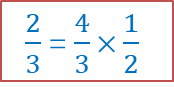 2/3 = 4/3 × 1/2